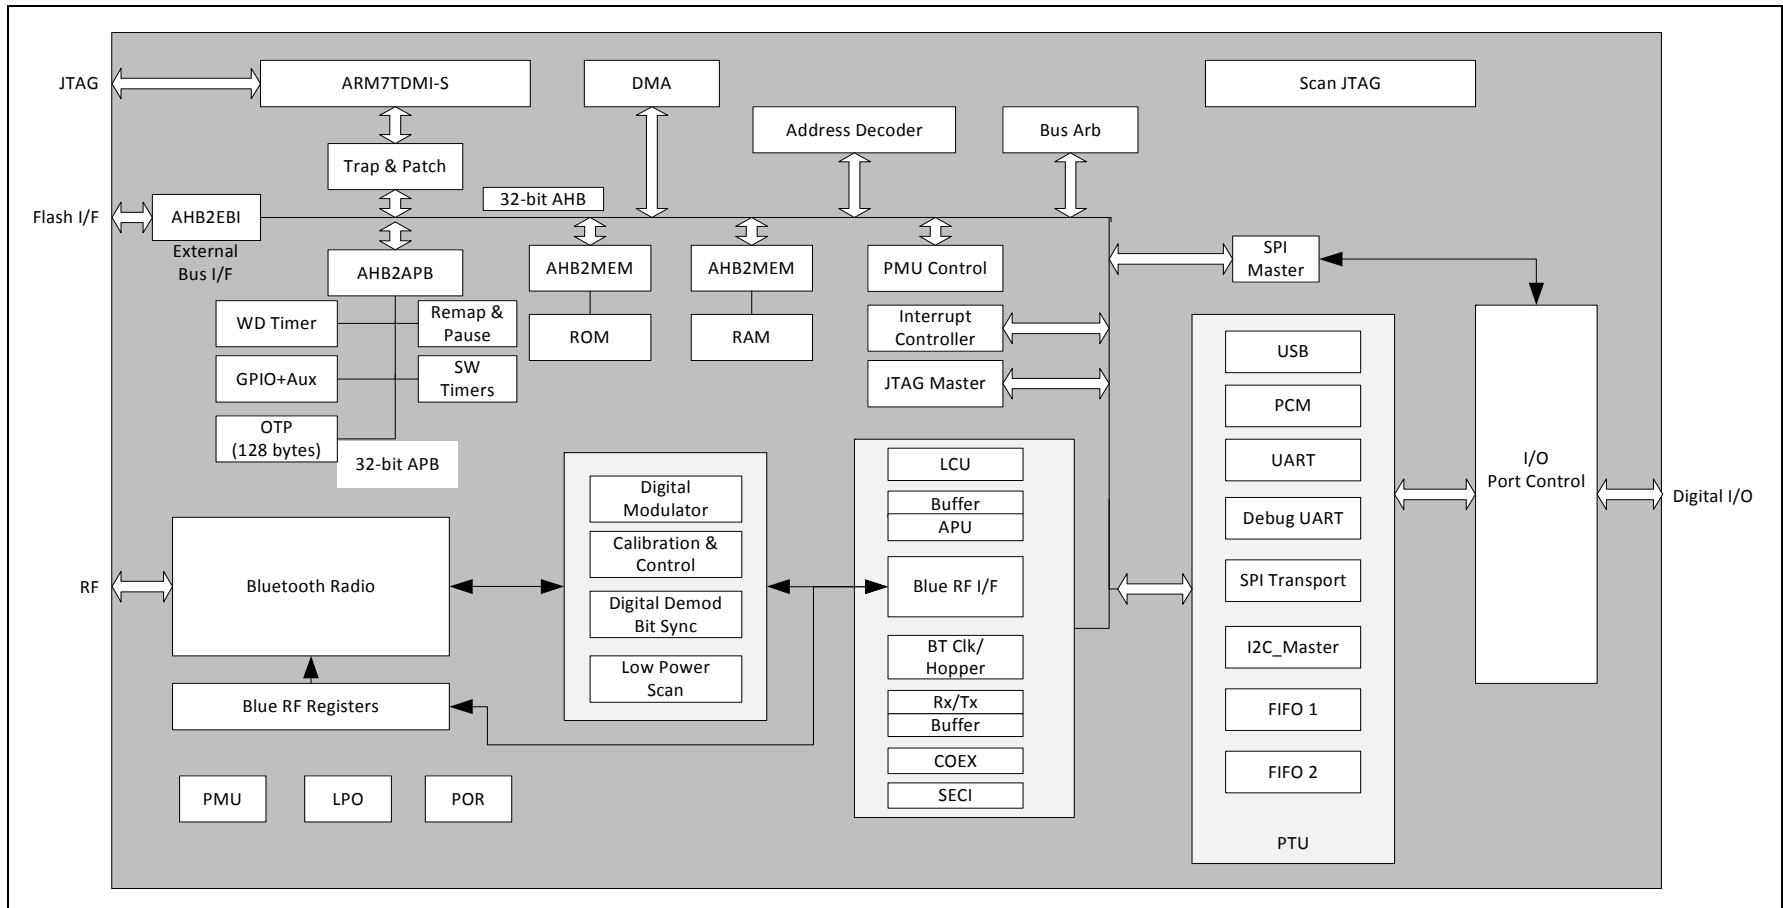 JTAG
ARM7TDMI-S
DMA
Scan JTAG
Address Decoder
Bus Arb
Trap & Patch
32-bit AHB
Flash I/F
AHB2EBI
External
Bus I/F
AHB2APB
AHB2MEM
AHB2MEM
PMU Control
SPI
Master
WD Timer
Remap &
Pause
ROM
RAM
Interrupt
Controller
GPIO+Aux
SW
Timers
JTAG Master
OTP
(128 bytes)
32-bit APB
USB
PCM
UART
Debug UART
SPI Transport
I2C_Master
FIFO 1
FIFO 2
PTU
I/O
Port Control
Digital I/O
Digital
Modulator
Calibration &
Control
Digital Demod
Bit Sync
Low Power
Scan
LCU
Buffer
APU
Blue RF I/F
BT Clk/
Hopper
Rx/Tx
Buffer
COEX
SECI
RF
Bluetooth Radio
Blue RF Registers
PMU
LPO
POR